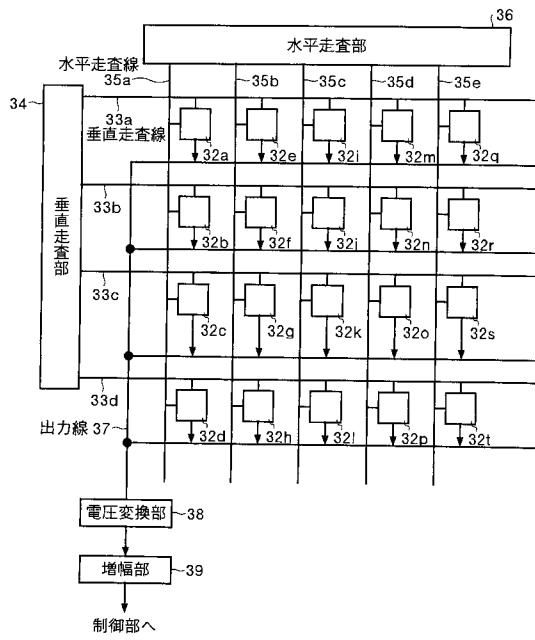 36
水平走査部
水平走査線
35a
35b
35c
35d
35e
34
33a
垂直走査線
32a
32e
32i
32m
32q
垂直走査部
33b
32b
32f
32j
32n
32r
33c
32c
32g
32k
32o
32s
33d
出力線
37
32d
32h
32l
32p
32t
電圧変換部
38
増幅部
39
制御部へ